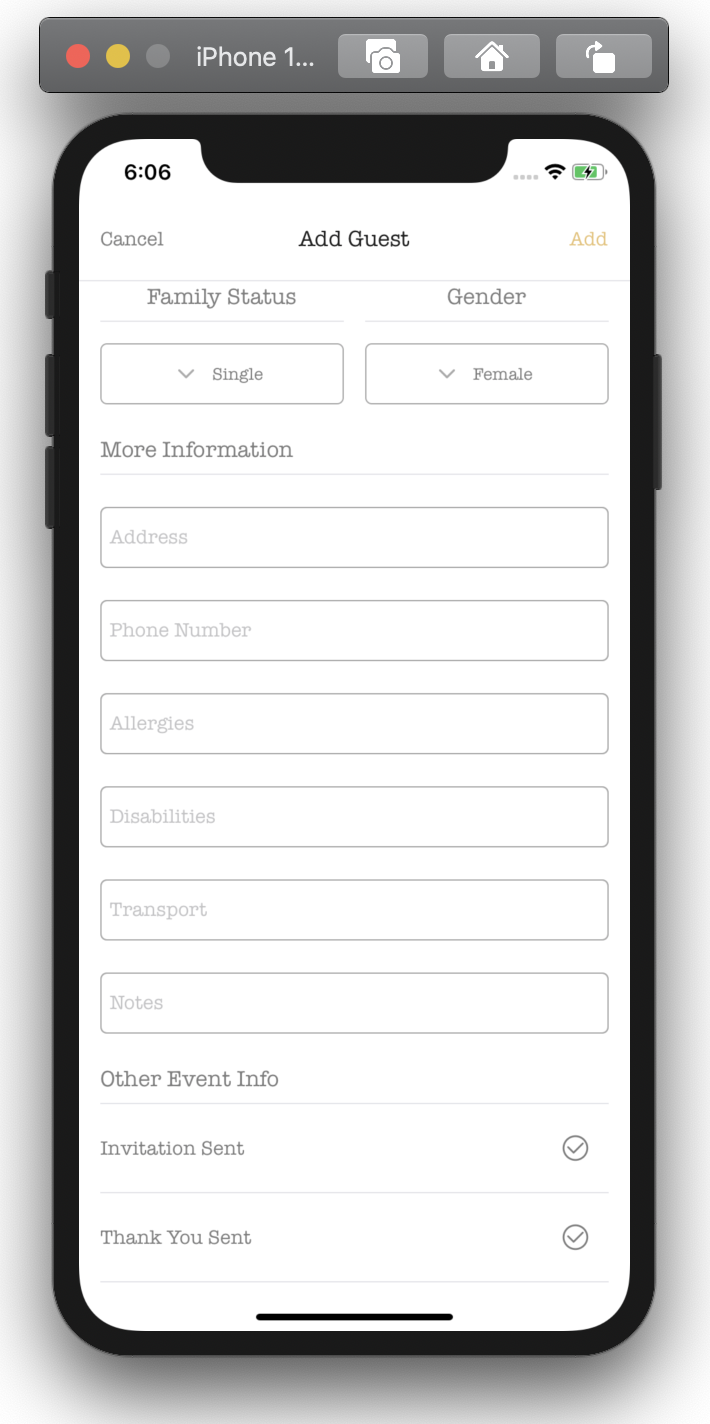 iPhone 1...
6:06
Cancel Add Guest Add
Family Status Gender
Single Female
More Information
Address
Phone Number
Allergies
Disabilities
Transport
Notes
Other Event Info
Invitation Sent
Thank You Sent